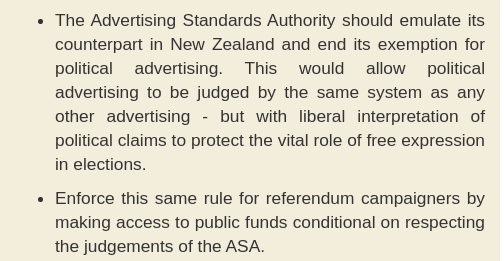 • The Advertising Standards Authority should emulate its
counterpart in New Zealand and end its exemption for
political advertising. This would allow political
advertising to be judged by the same system as any
other advertising - but with liberal interpretation of
political claims to protect the vital role of free expression
in elections.
• Enforce this same rule for referendum campaigners by
making access to public funds conditional on respecting
the judgements of the ASA.